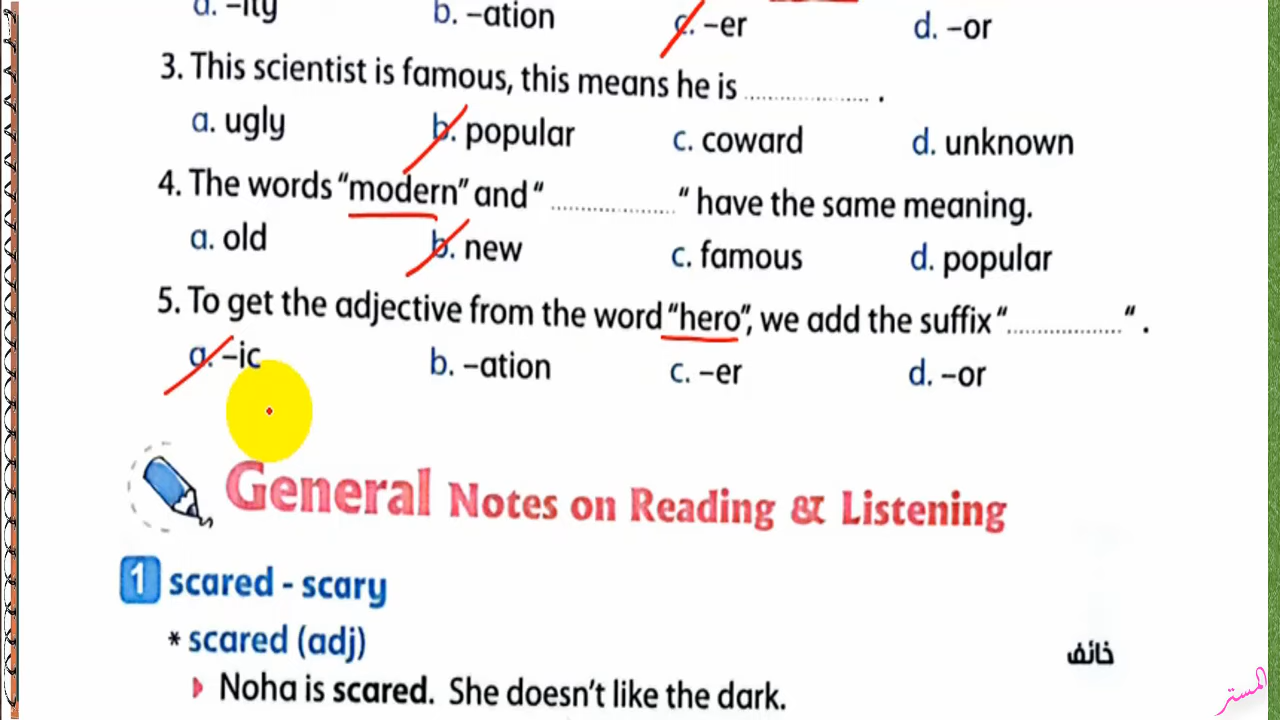 a. –ity b. –ation c. –er d. –or
3. This scientist is famous, this means he is .................... .
a. ugly b. popular c. coward d. unknown
4. The words “modern” and “ .................... “ have the same meaning.
a. old b. new c. famous d. popular
5. To get the adjective from the word “hero”, we add the suffix “....................“ .
a. –ic b. –ation c. –er d. –or
General Notes on Reading & Listening
1 scared - scary
* scared (adj) خائف
Noha is scared. She doesn’t like the dark.
المستر